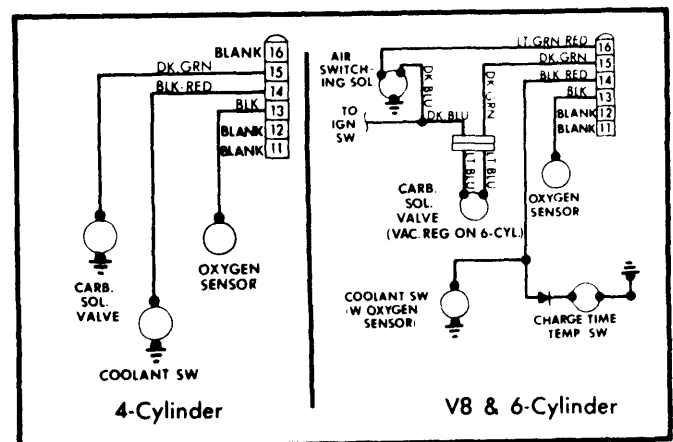 BLANK 16
DK.GRN 15
BLK-RED 14
BLK 13
BLANK 12
BLANK 11
CARB.
SOL.
VALVE
OXYGEN
SENSOR
COOLANT SW
4-Cylinder
LT.GRN RED 16
DK.GRN 15
BLK RED 14
BLK 13
BLANK 12
BLANK 11
AIR
SWITCH-
ING SOL.
DK.BLU
DK.GRN
TO
IGN
SW
DK.BLU
LT.BLU
LT.BLU
CARB.
SOL.
VALVE
(VAC.REG ON 6-CYL.)
OXYGEN
SENSOR
COOLANT SW
(W OXYGEN
SENSOR)
CHARGE TIME
TEMP SW
V8 & 6-Cylinder